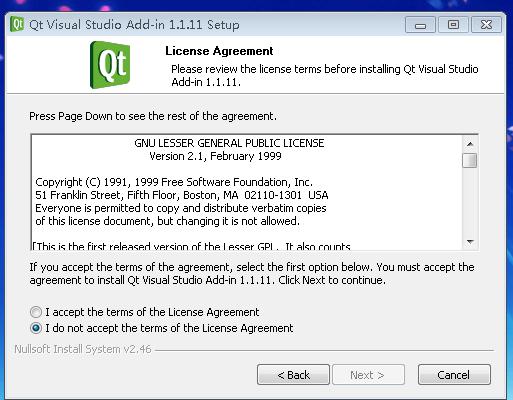 Qt Visual Studio Add-in 1.1.11 Setup
Qt
License Agreement
Please review the license terms before installing Qt Visual Studio
Add-in 1.1.11.
Press Page Down to see the rest of the agreement.
GNU LESSER GENERAL PUBLIC LICENSE
Version 2.1, February 1999
Copyright (C) 1991, 1999 Free Software Foundation, Inc.
51 Franklin Street, Fifth Floor, Boston, MA  02110-1301  USA
Everyone is permitted to copy and distribute verbatim copies
of this license document, but changing it is not allowed.
[This is the first released version of the Lesser GPL.  It also counts
If you accept the terms of the agreement, select the first option below. You must accept the
agreement to install Qt Visual Studio Add-in 1.1.11. Click Next to continue.
I accept the terms of the License Agreement
I do not accept the terms of the License Agreement
Nullsoft Install System v2.46
< Back
Next >
Cancel